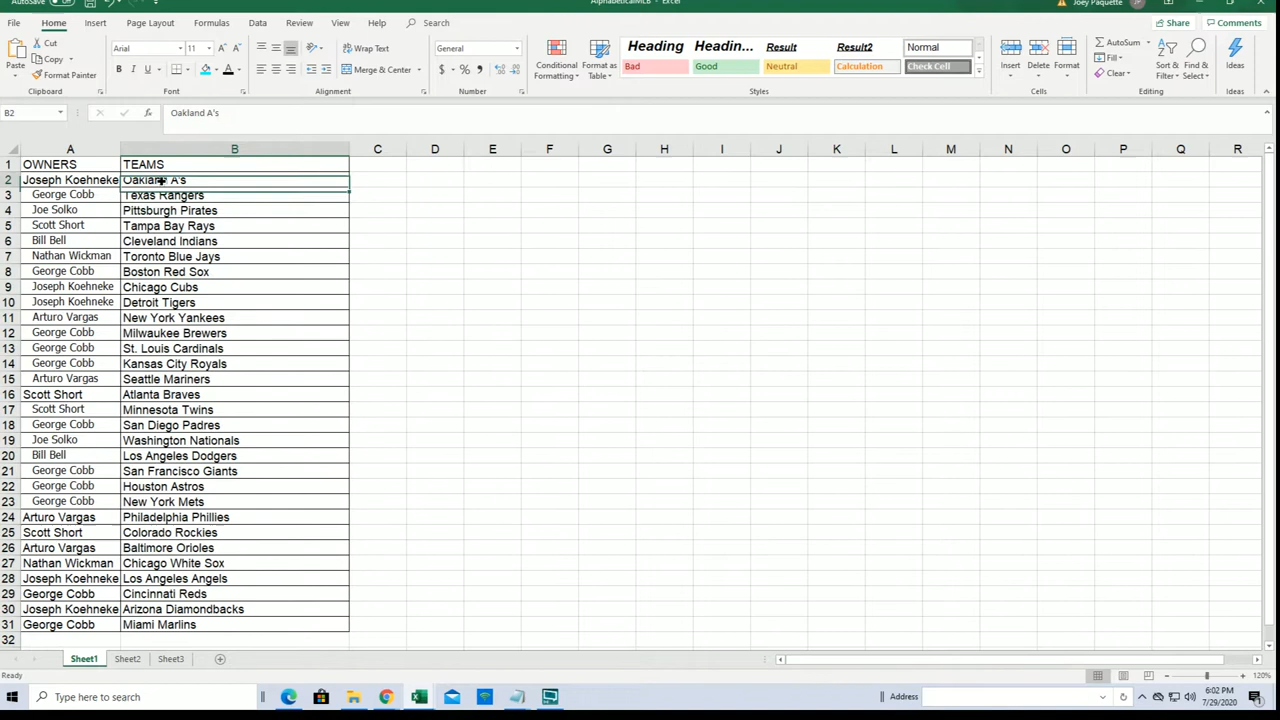 AutoSave AlphabeticalMLB - Excel Joey Paquette JP
File Home Insert Page Layout Formulas Data Review View Help Search Share Comments
Paste Cut Copy Format Painter Clipboard
Arial 11 Font
Wrap Text Merge & Center Alignment
General Number
Conditional Formatting Format as Table
Heading Headin... Result Result2 Normal
Bad Good Neutral Calculation Check Cell
Styles
Insert Delete Format Cells
AutoSum Fill Clear Sort & Filter Find & Select Editing
Ideas Ideas
B2 Oakland A's
A B C D E F G H I J K L M N O P Q R
1 OWNERS TEAMS
2 Joseph Koehneke Oakland A's
3 George Cobb Texas Rangers
4 Joe Solko Pittsburgh Pirates
5 Scott Short Tampa Bay Rays
6 Bill Bell Cleveland Indians
7 Nathan Wickman Toronto Blue Jays
8 George Cobb Boston Red Sox
9 Joseph Koehneke Chicago Cubs
10 Joseph Koehneke Detroit Tigers
11 Arturo Vargas New York Yankees
12 George Cobb Milwaukee Brewers
13 George Cobb St. Louis Cardinals
14 George Cobb Kansas City Royals
15 Arturo Vargas Seattle Mariners
16 Scott Short Atlanta Braves
17 Scott Short Minnesota Twins
18 George Cobb San Diego Padres
19 Joe Solko Washington Nationals
20 Bill Bell Los Angeles Dodgers
21 George Cobb San Francisco Giants
22 George Cobb Houston Astros
23 George Cobb New York Mets
24 Arturo Vargas Philadelphia Phillies
25 Scott Short Colorado Rockies
26 Arturo Vargas Baltimore Orioles
27 Nathan Wickman Chicago White Sox
28 Joseph Koehneke Los Angeles Angels
29 George Cobb Cincinnati Reds
30 Joseph Koehneke Arizona Diamondbacks
31 George Cobb Miami Marlins
32
Sheet1 Sheet2 Sheet3
Ready 120%
Type here to search Address 6:02 PM
7/29/2020